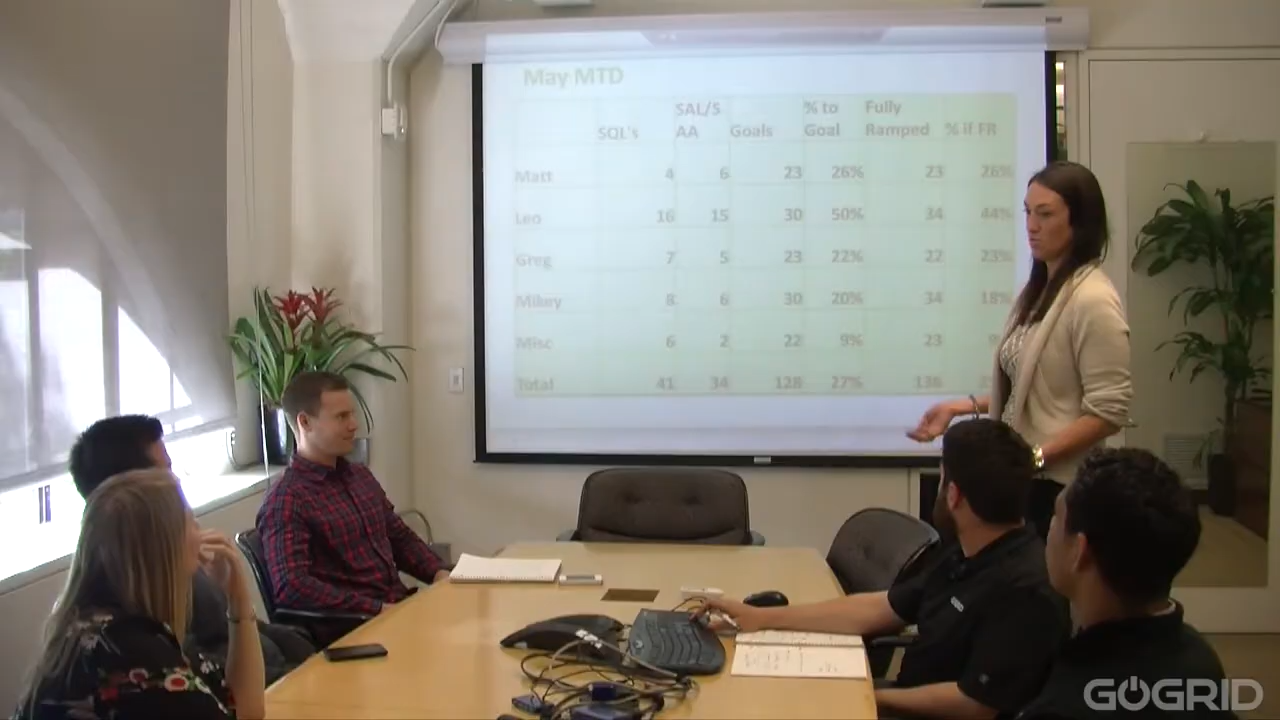 May MTD
SQL's SAL/S AA Goals % to Goal Fully Ramped % if FR
Matt 4 6 23 26% 23 26%
Leo 16 15 30 50% 34 44%
Greg 7 5 23 22% 22 23%
Mikey 8 6 30 20% 34 18%
Misc 6 2 22 9% 23
Total 41 34 128 27% 136
GOGRID